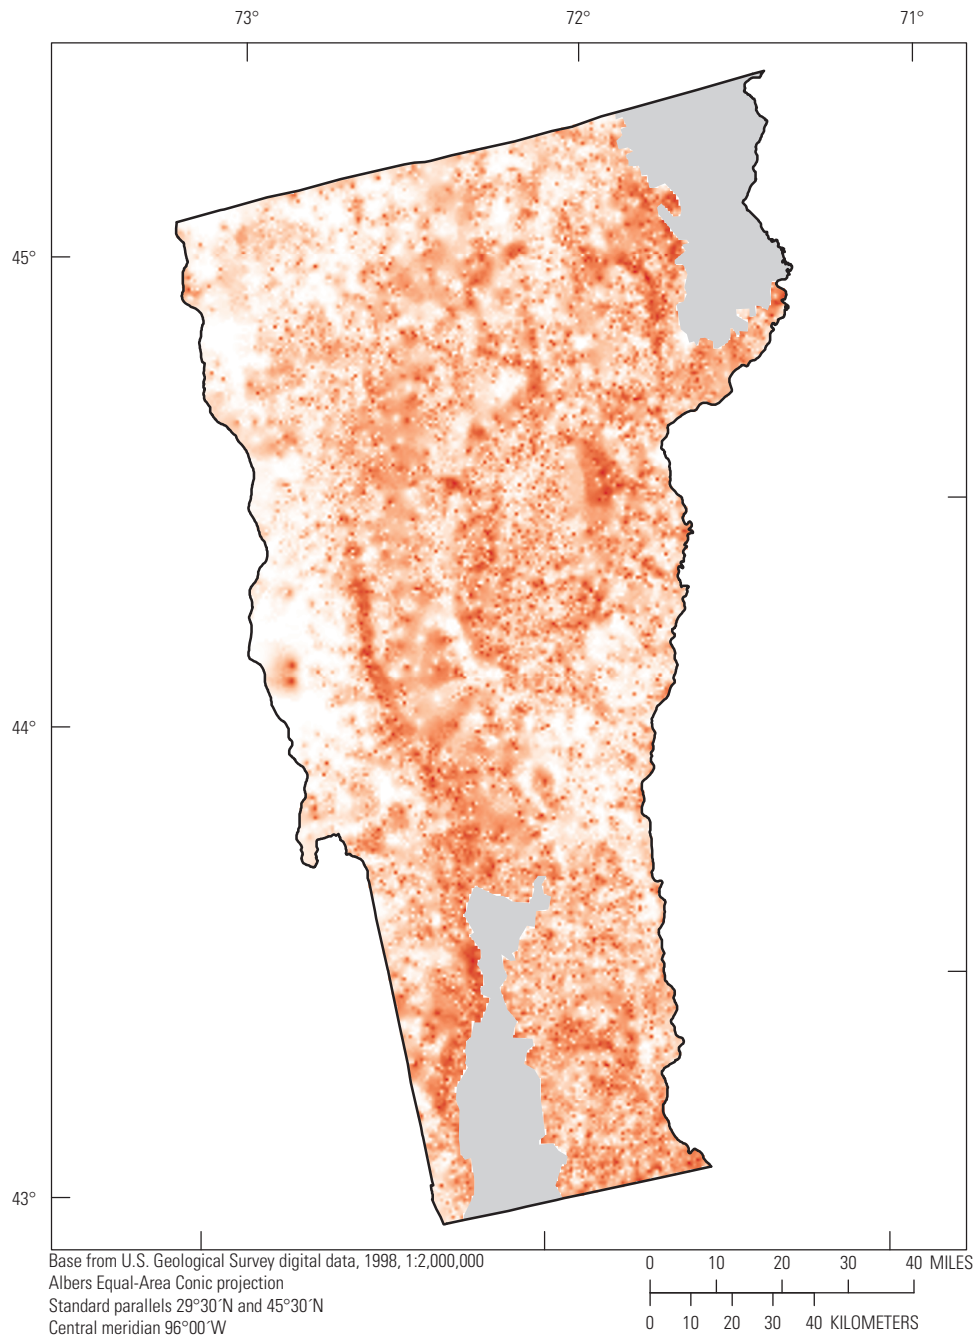 73° 72° 71°
45°
44°
43°
Base from U.S. Geological Survey digital data, 1998, 1:2,000,000
Albers Equal-Area Conic projection
Standard parallels 29°30´N and 45°30´N
Central meridian 96°00´W
0 10 20 30 40 MILES
0 10 20 30 40 KILOMETERS